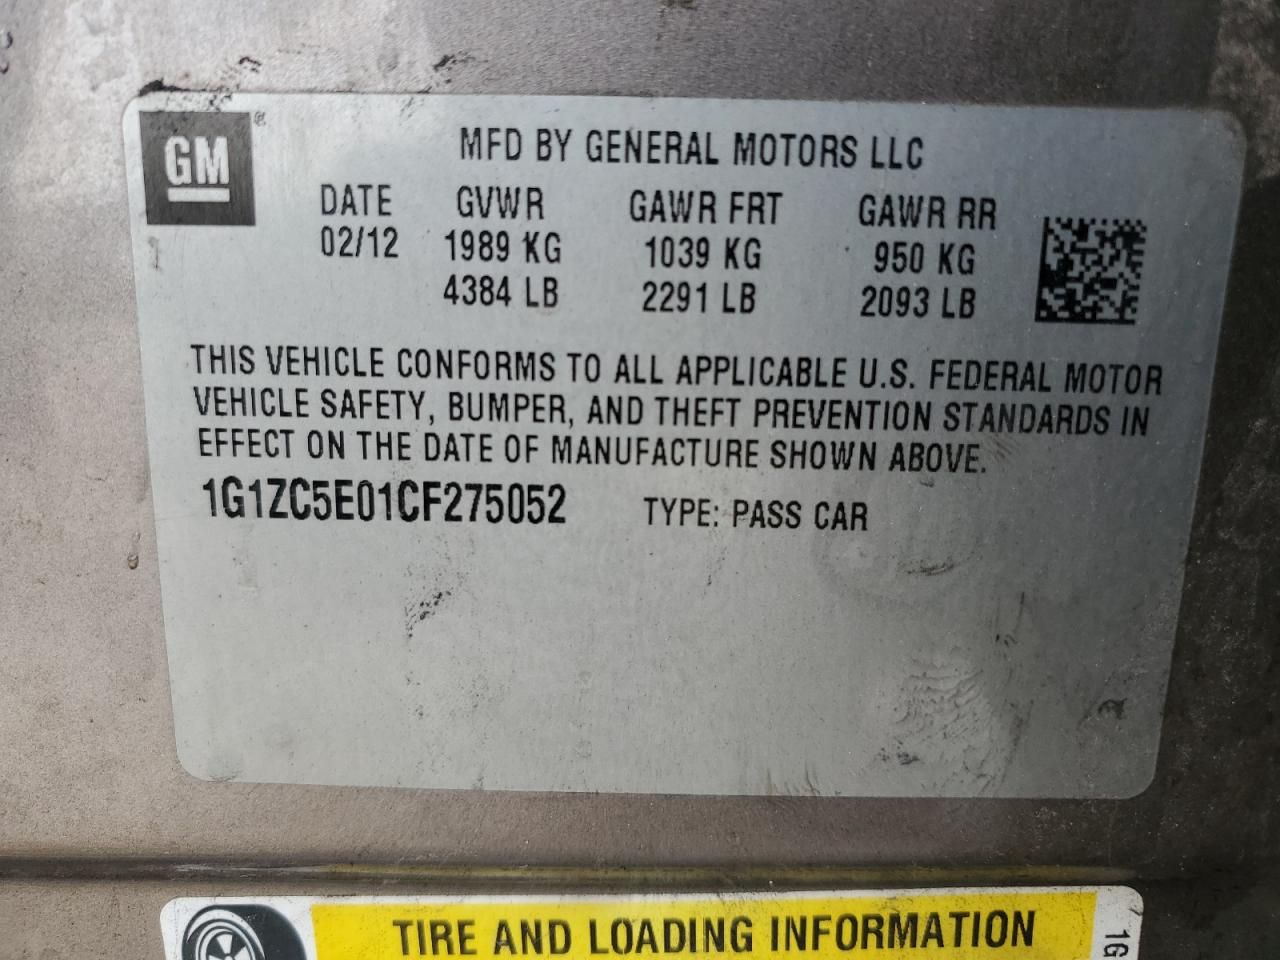 GM®
MFD BY GENERAL MOTORS LLC
DATE GVWR GAWR FRT GAWR RR
02/12 1989 KG 1039 KG 950 KG
4384 LB 2291 LB 2093 LB
THIS VEHICLE CONFORMS TO ALL APPLICABLE U.S. FEDERAL MOTOR
VEHICLE SAFETY, BUMPER, AND THEFT PREVENTION STANDARDS IN
EFFECT ON THE DATE OF MANUFACTURE SHOWN ABOVE.
1G1ZC5E01CF275052 TYPE: PASS CAR
TIRE AND LOADING INFORMATION
1G